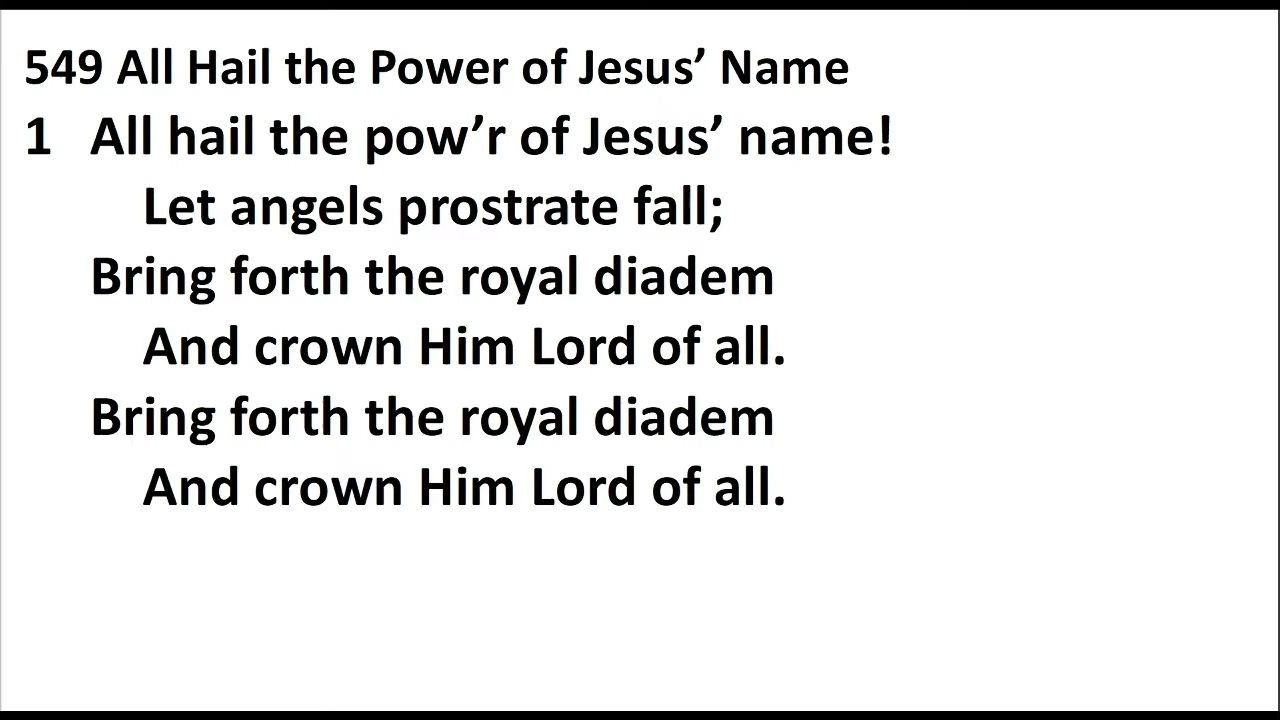 549 All Hail the Power of Jesus’ Name
1 All hail the pow’r of Jesus’ name!
Let angels prostrate fall;
Bring forth the royal diadem
And crown Him Lord of all.
Bring forth the royal diadem
And crown Him Lord of all.